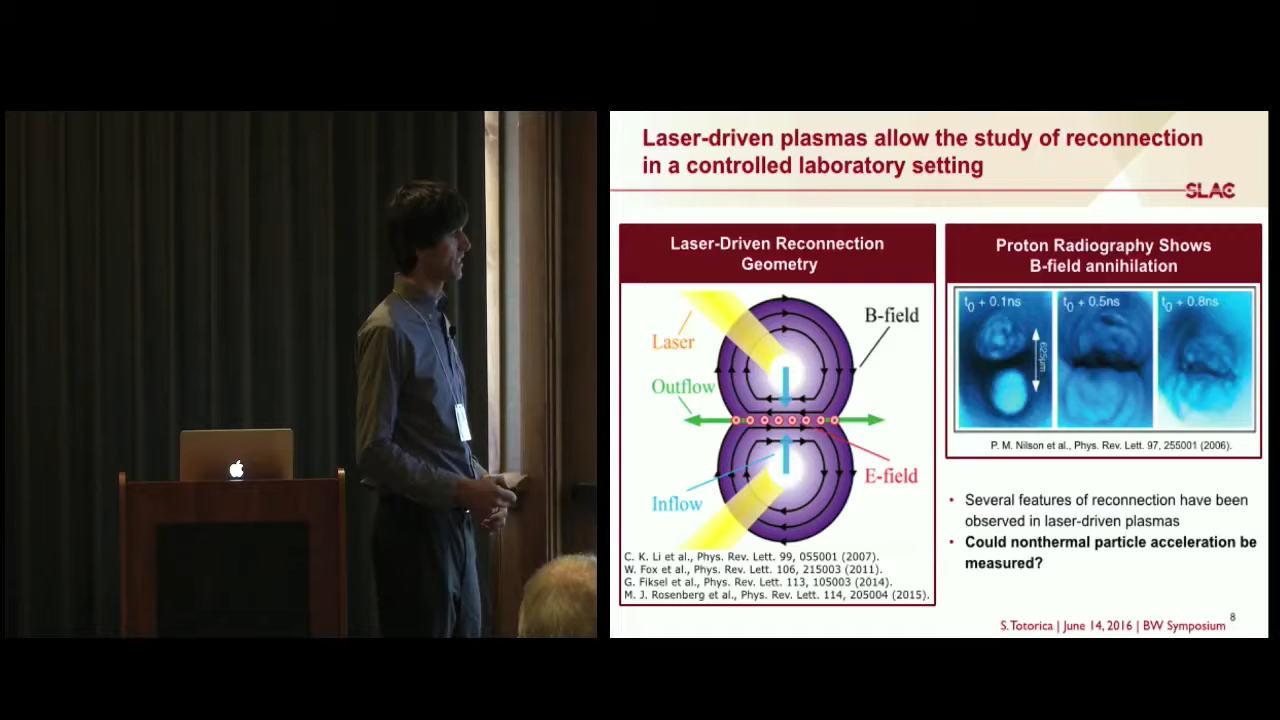 Laser-driven plasmas allow the study of reconnection
in a controlled laboratory setting
SLAC
Laser-Driven Reconnection
Geometry
Laser
B-field
Outflow
E-field
Inflow
C. K. Li et al., Phys. Rev. Lett. 99, 055001 (2007).
W. Fox et al., Phys. Rev. Lett. 106, 215003 (2011).
G. Fiksel et al., Phys. Rev. Lett. 113, 105003 (2014).
M. J. Rosenberg et al., Phys. Rev. Lett. 114, 205004 (2015).
Proton Radiography Shows
B-field annihilation
t0 + 0.1ns
t0 + 0.5ns
t0 + 0.8ns
625μm
P. M. Nilson et al., Phys. Rev. Lett. 97, 255001 (2006).
• Several features of reconnection have been
observed in laser-driven plasmas
• Could nonthermal particle acceleration be
measured?
8
S. Totorica | June 14, 2016 | BW Symposium